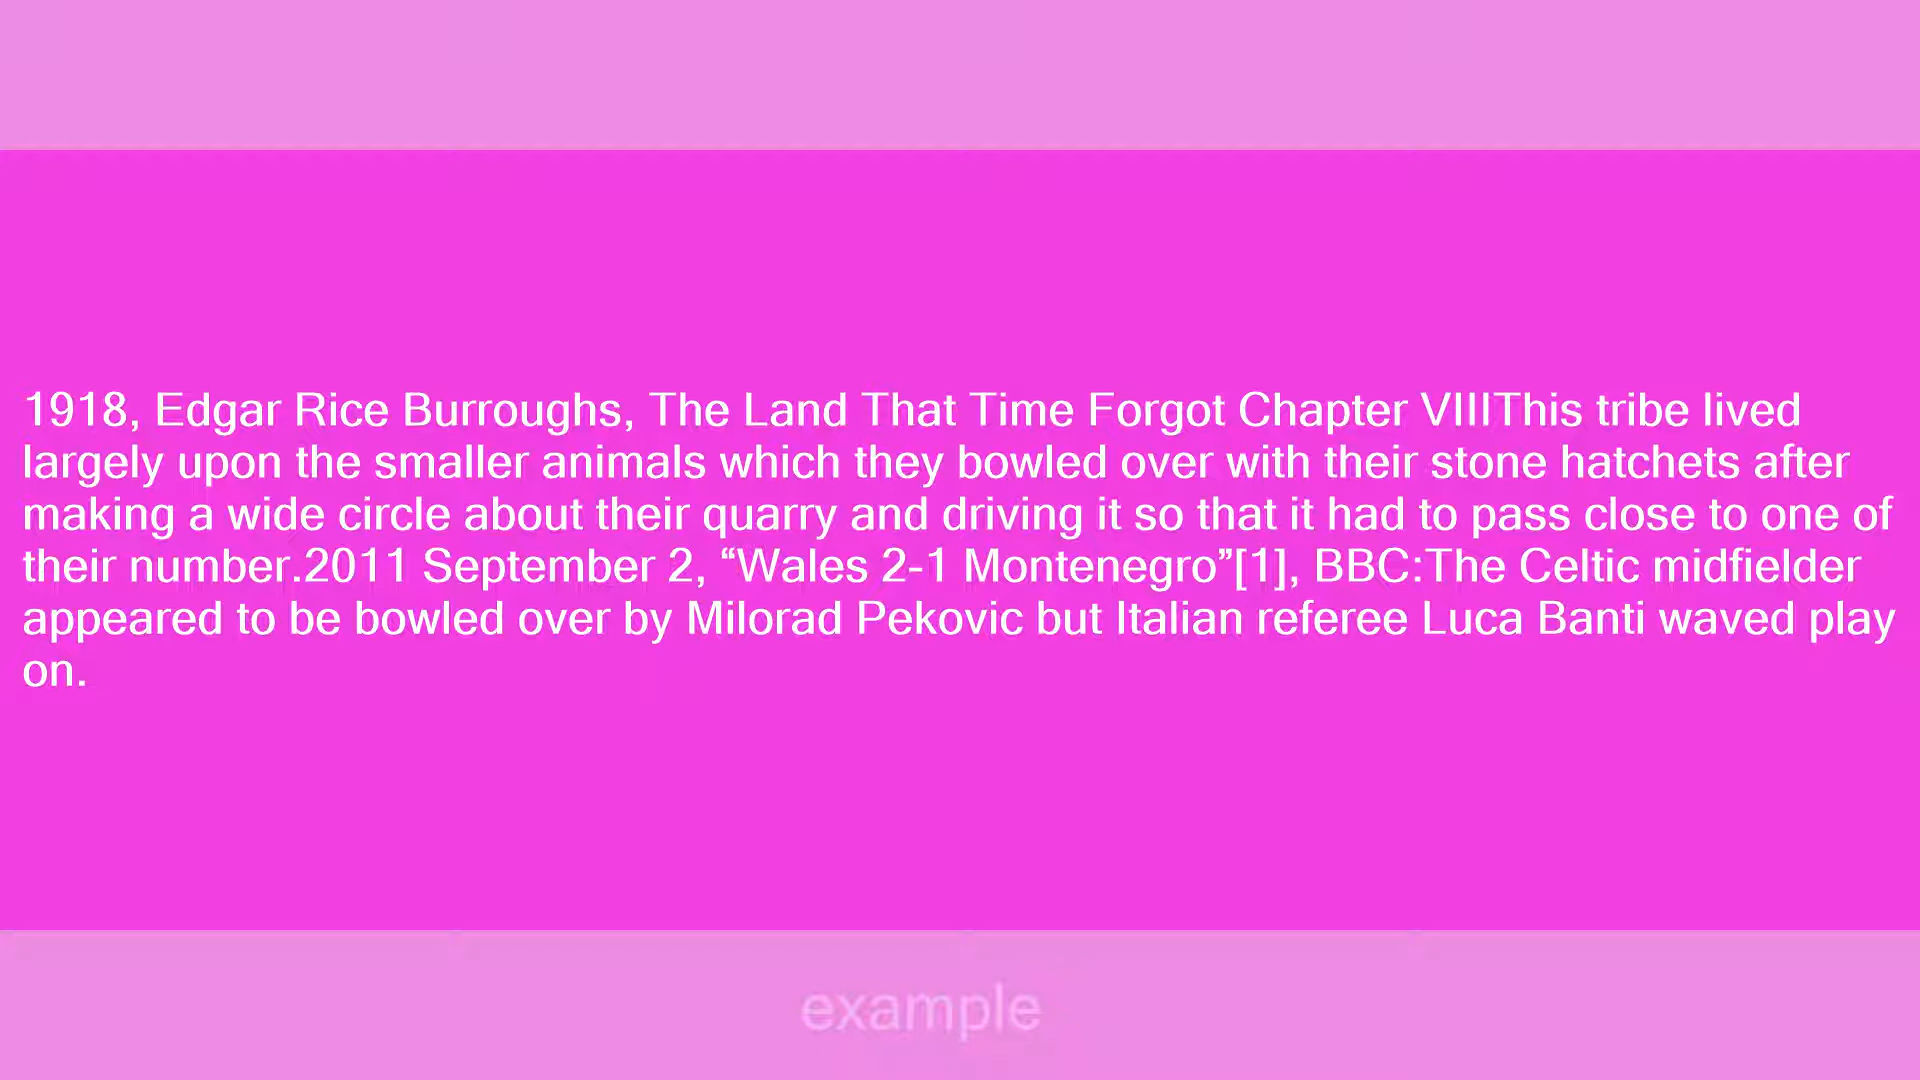 1918, Edgar Rice Burroughs, The Land That Time Forgot Chapter VIIIThis tribe lived
largely upon the smaller animals which they bowled over with their stone hatchets after
making a wide circle about their quarry and driving it so that it had to pass close to one of
their number.2011 September 2, “Wales 2-1 Montenegro”[1], BBC:The Celtic midfielder
appeared to be bowled over by Milorad Pekovic but Italian referee Luca Banti waved play
on.
example